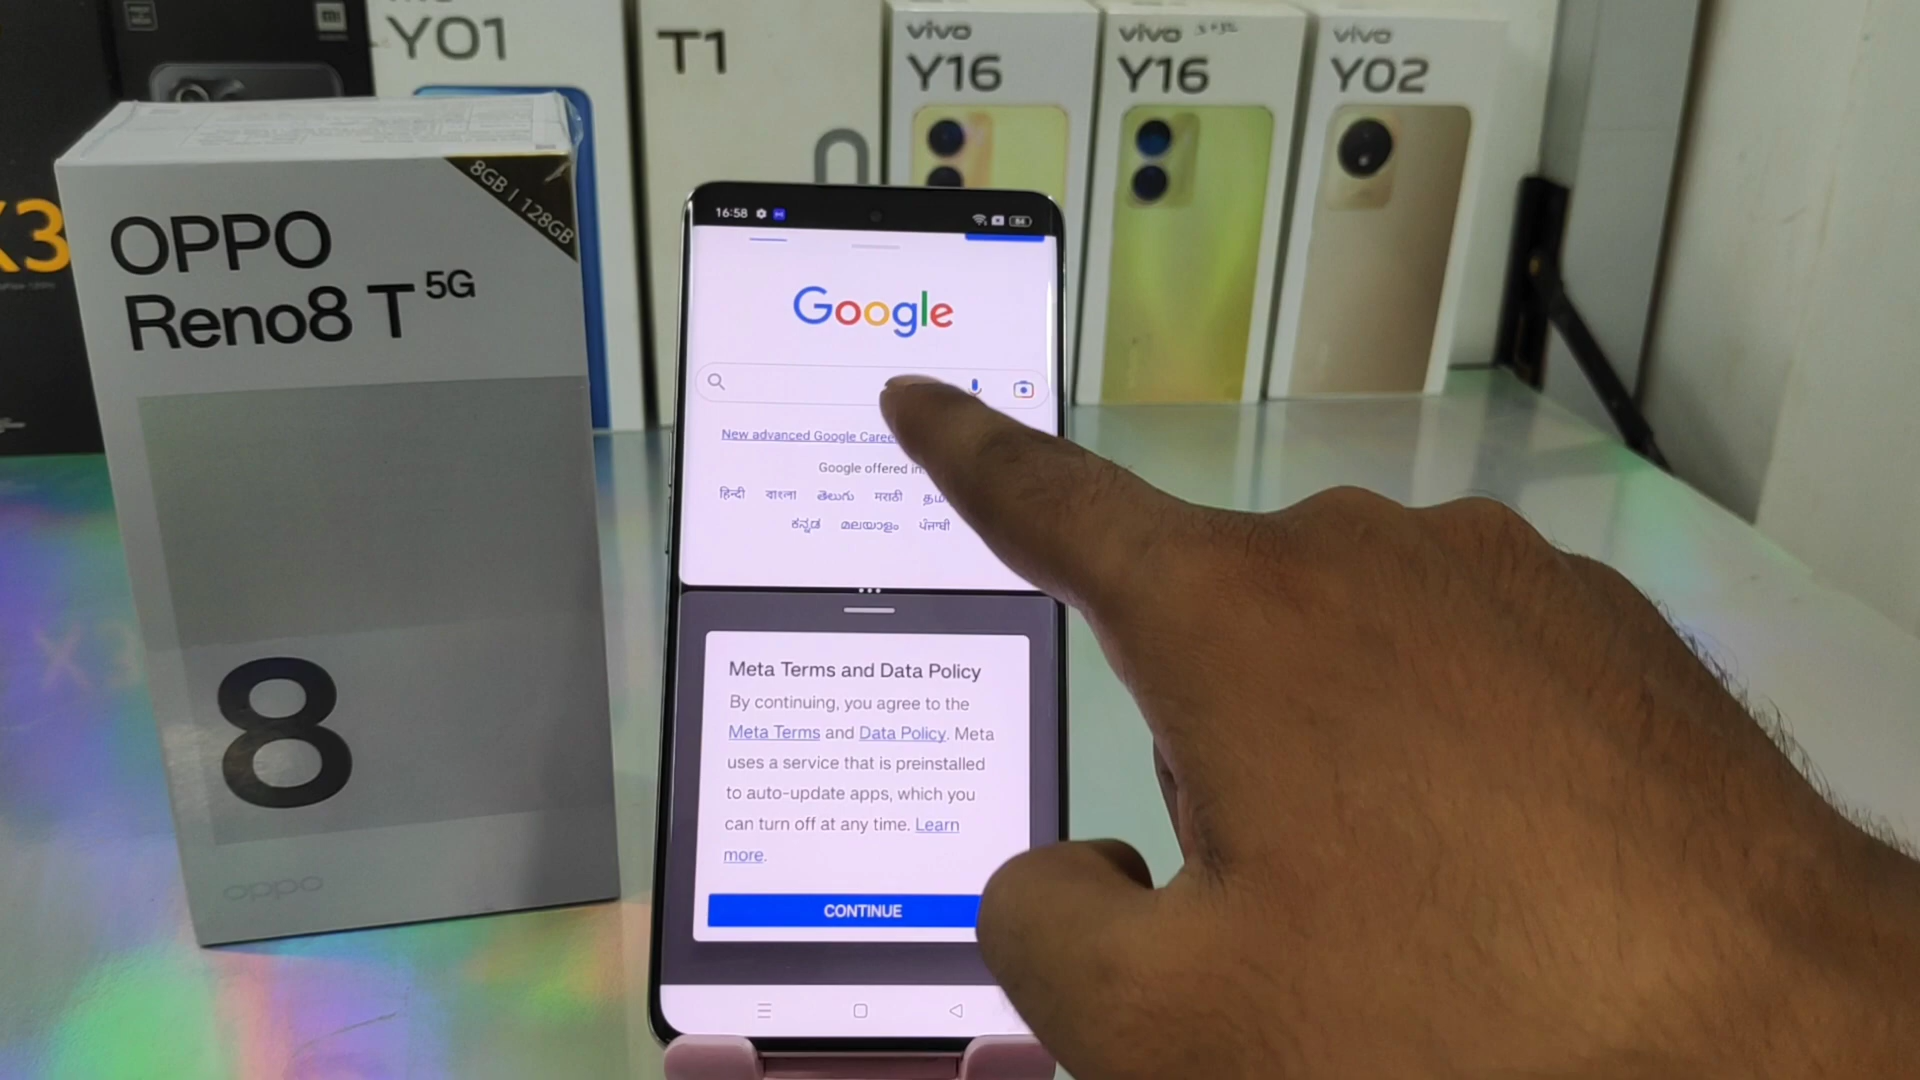 Y01
T1
vivo
Y16
vivo
Y16
vivo
Y02
X3
8GB | 128GB
OPPO
Reno8 T 5G
8
oppo
16:58
84
Google
New advanced Google Caree
Google offered in:
हिन्दी বাংলা తెలుగు मराठी
ಕನ್ನಡ മലയാളം ਪੰਜਾਬੀ
Meta Terms and Data Policy
By continuing, you agree to the
Meta Terms and Data Policy. Meta
uses a service that is preinstalled
to auto-update apps, which you
can turn off at any time. Learn
more.
CONTINUE